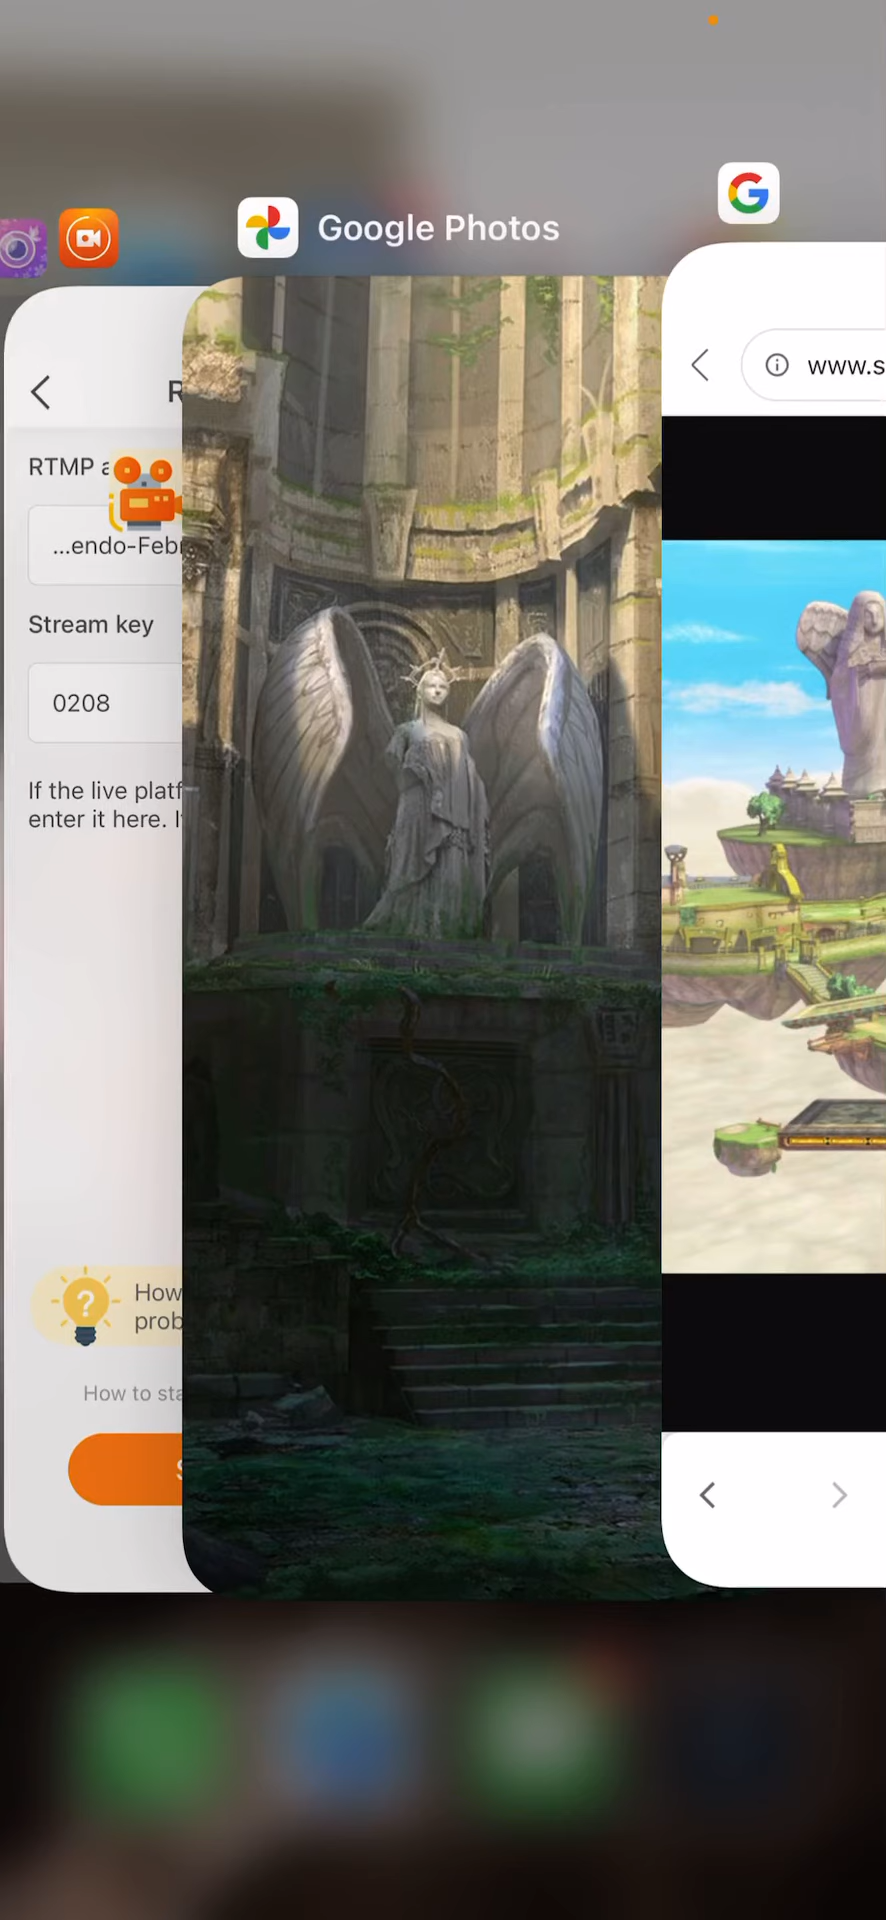 Google Photos
www.s
RTMP a
...endo-Feb
Stream key
0208
If the live platf
enter it here. I
How
prob
How to sta